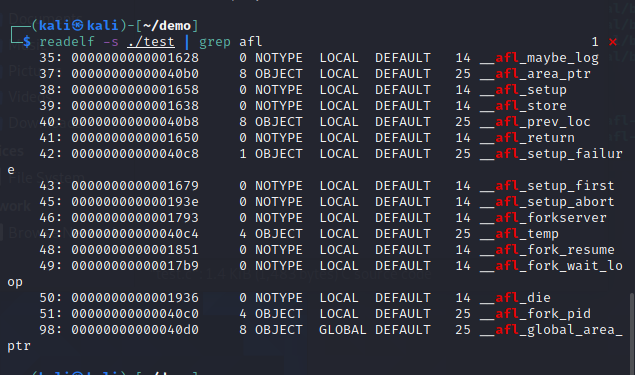 ┌──(kali㉿kali)-[~/demo]
└─$ readelf -s ./test | grep afl 1 ⨯
35: 0000000000001628 0 NOTYPE LOCAL DEFAULT 14 __afl_maybe_log
37: 00000000000040b0 8 OBJECT LOCAL DEFAULT 25 __afl_area_ptr
38: 0000000000001658 0 NOTYPE LOCAL DEFAULT 14 __afl_setup
39: 0000000000001638 0 NOTYPE LOCAL DEFAULT 14 __afl_store
40: 00000000000040b8 8 OBJECT LOCAL DEFAULT 25 __afl_prev_loc
41: 0000000000001650 0 NOTYPE LOCAL DEFAULT 14 __afl_return
42: 00000000000040c8 1 OBJECT LOCAL DEFAULT 25 __afl_setup_failur
e
43: 0000000000001679 0 NOTYPE LOCAL DEFAULT 14 __afl_setup_first
45: 000000000000193e 0 NOTYPE LOCAL DEFAULT 14 __afl_setup_abort
46: 0000000000001793 0 NOTYPE LOCAL DEFAULT 14 __afl_forkserver
47: 00000000000040c4 4 OBJECT LOCAL DEFAULT 25 __afl_temp
48: 0000000000001851 0 NOTYPE LOCAL DEFAULT 14 __afl_fork_resume
49: 00000000000017b9 0 NOTYPE LOCAL DEFAULT 14 __afl_fork_wait_lo
op
50: 0000000000001936 0 NOTYPE LOCAL DEFAULT 14 __afl_die
51: 00000000000040c0 4 OBJECT LOCAL DEFAULT 25 __afl_fork_pid
98: 00000000000040d0 8 OBJECT GLOBAL DEFAULT 25 __afl_global_area_
ptr